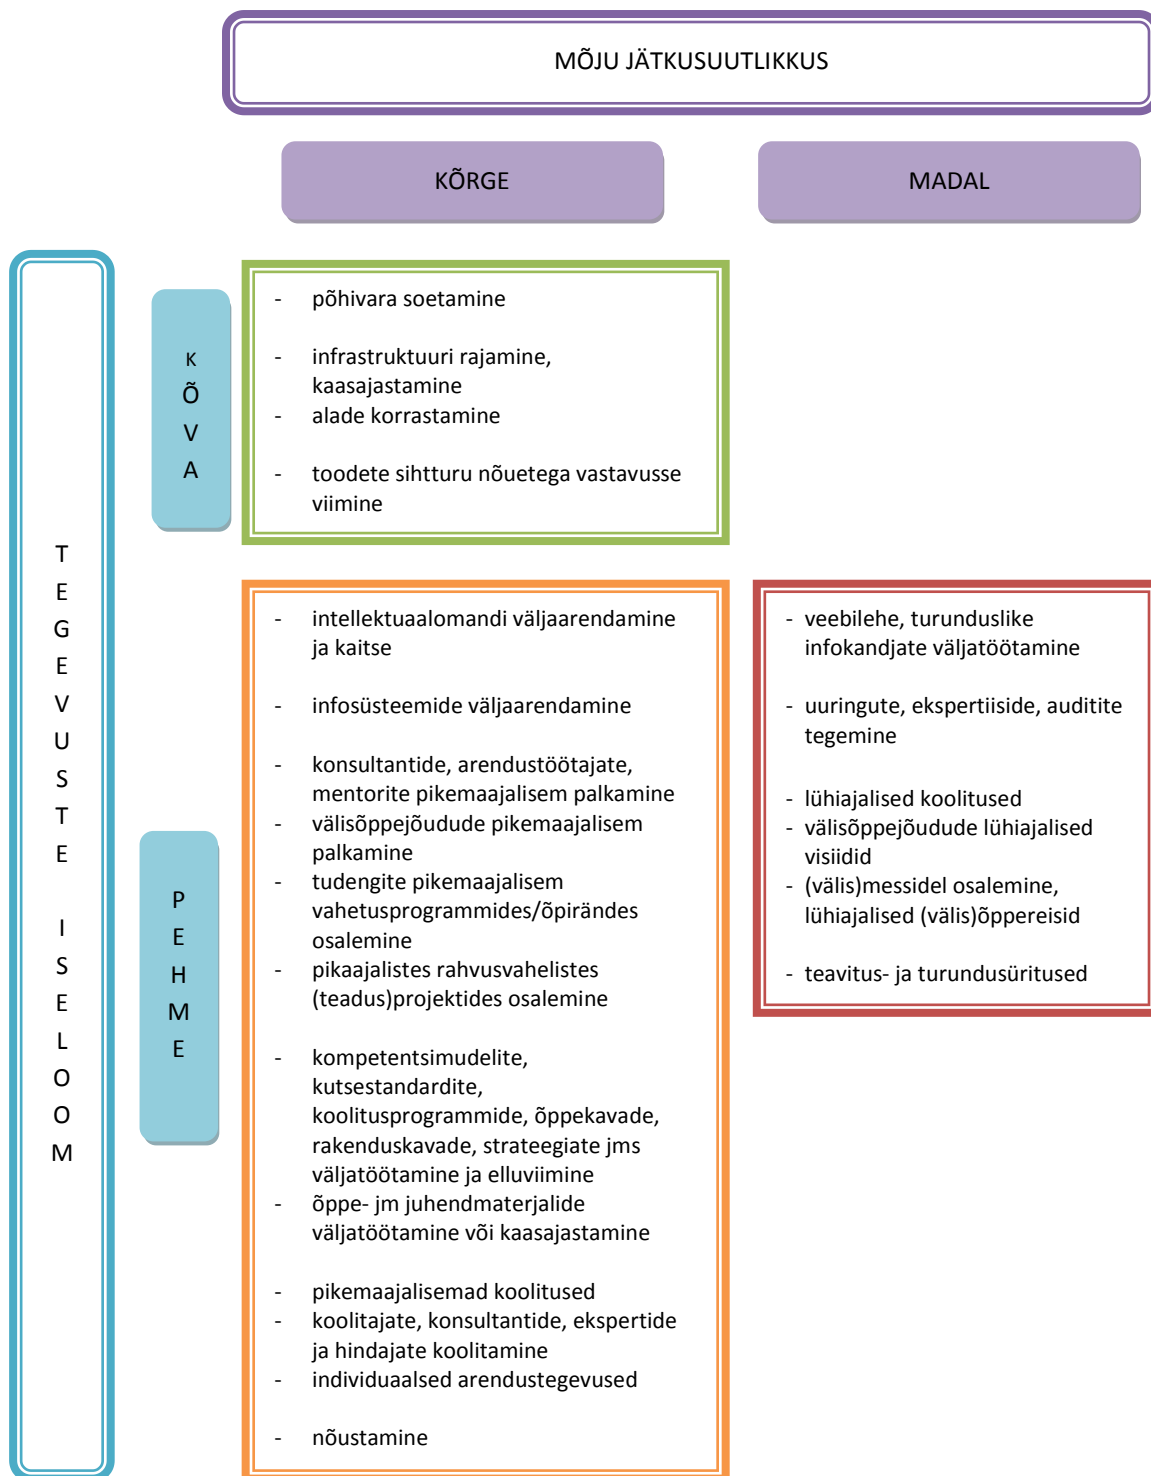 MÕJU JÄTKUSUUTLIKKUS
KÕRGE
MADAL
TEGEVUSTE ISELOOM
KÕVA
- põhivara soetamine
- infrastruktuuri rajamine,
kaasajastamine
- alade korrastamine
- toodete sihtturu nõuetega vastavusse
viimine
PEHME
- intellektuaalomandi väljaarendamine
ja kaitse
- infosüsteemide väljaarendamine
- konsultantide, arendustöötajate,
mentorite pikemaajalisem palkamine
- välisõppejõudude pikemaajalisem
palkamine
- tudengite pikemaajalisem
vahetusprogrammides/õpirändes
osalemine
- pikaajalistes rahvusvahelistes
(teadus)projektides osalemine
- kompetentsimudelite,
kutsestandardite,
koolitusprogrammide, õppekavade,
rakenduskavade, strateegiate jms
väljatöötamine ja elluviimine
- õppe- jm juhendmaterjalide
väljatöötamine või kaasajastamine
- pikemaajalisemad koolitused
- koolitajate, konsultantide, ekspertide
ja hindajate koolitamine
- individuaalsed arendustegevused
- nõustamine
- veebilehe, turunduslike
infokandjate väljatöötamine
- uuringute, ekspertiiside, auditite
tegemine
- lühiajalised koolitused
- välisõppejõudude lühiajalised
visiidid
- (välis)messidel osalemine,
lühiajalised (välis)õppereisid
- teavitus- ja turundusüritused